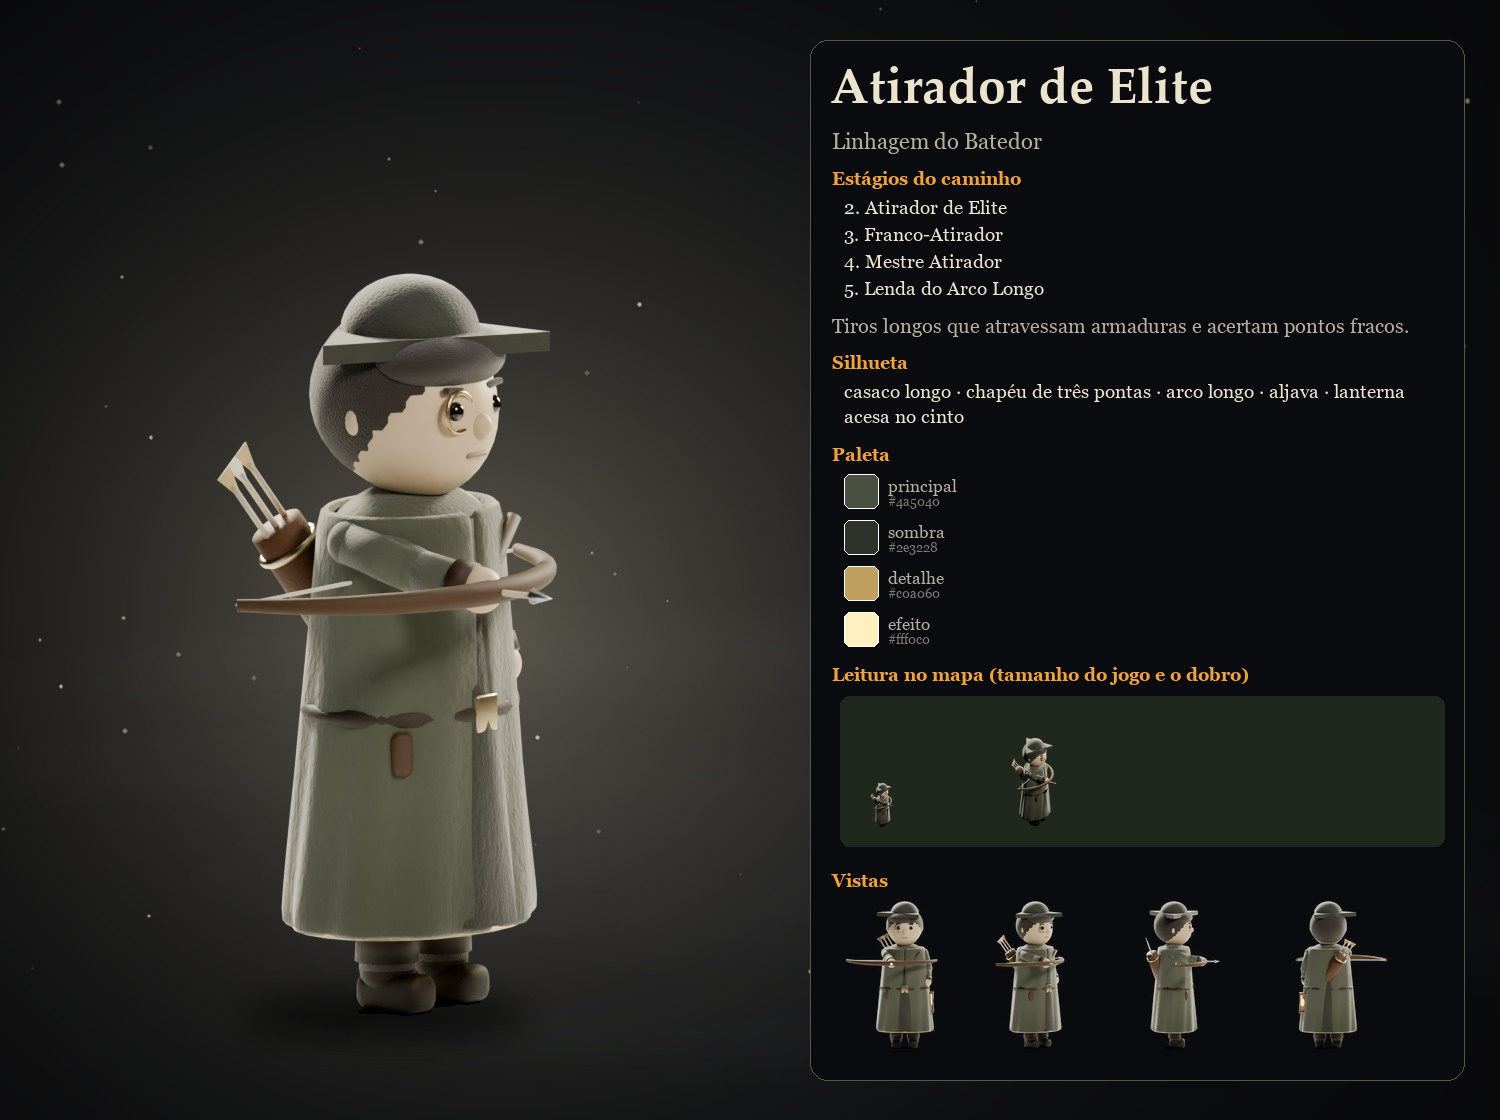 Atirador de Elite
Linhagem do Batedor
Estágios do caminho
2. Atirador de Elite
3. Franco-Atirador
4. Mestre Atirador
5. Lenda do Arco Longo
Tiros longos que atravessam armaduras e acertam pontos fracos.
Silhueta
casaco longo · chapéu de três pontas · arco longo · aljava · lanterna
acesa no cinto
Paleta
principal
#4a5040
sombra
#2e3228
detalhe
#c0a060
efeito
#fff0c0
Leitura no mapa (tamanho do jogo e o dobro)
Vistas